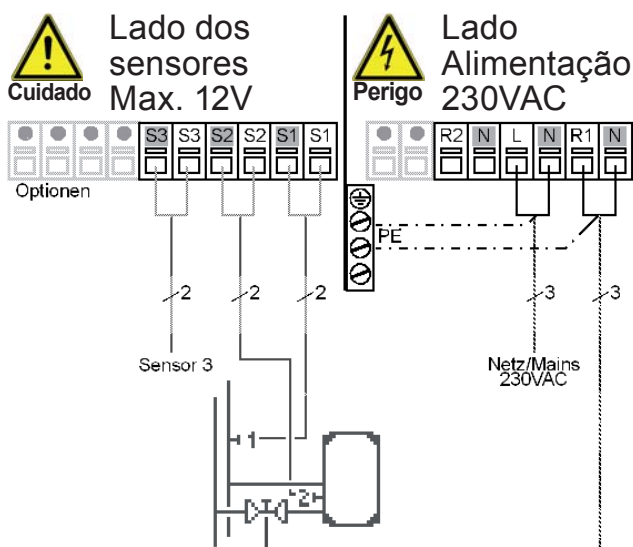 Lado dos
sensores
Max. 12V
Cuidado
Lado
Alimentação
230VAC
Perigo
S3 S3 S2 S2 S1 S1
R2 N L N R1 N
Optionen
PE
2 2 2
3 3
Sensor 3
Netz/Mains
230VAC
1
2